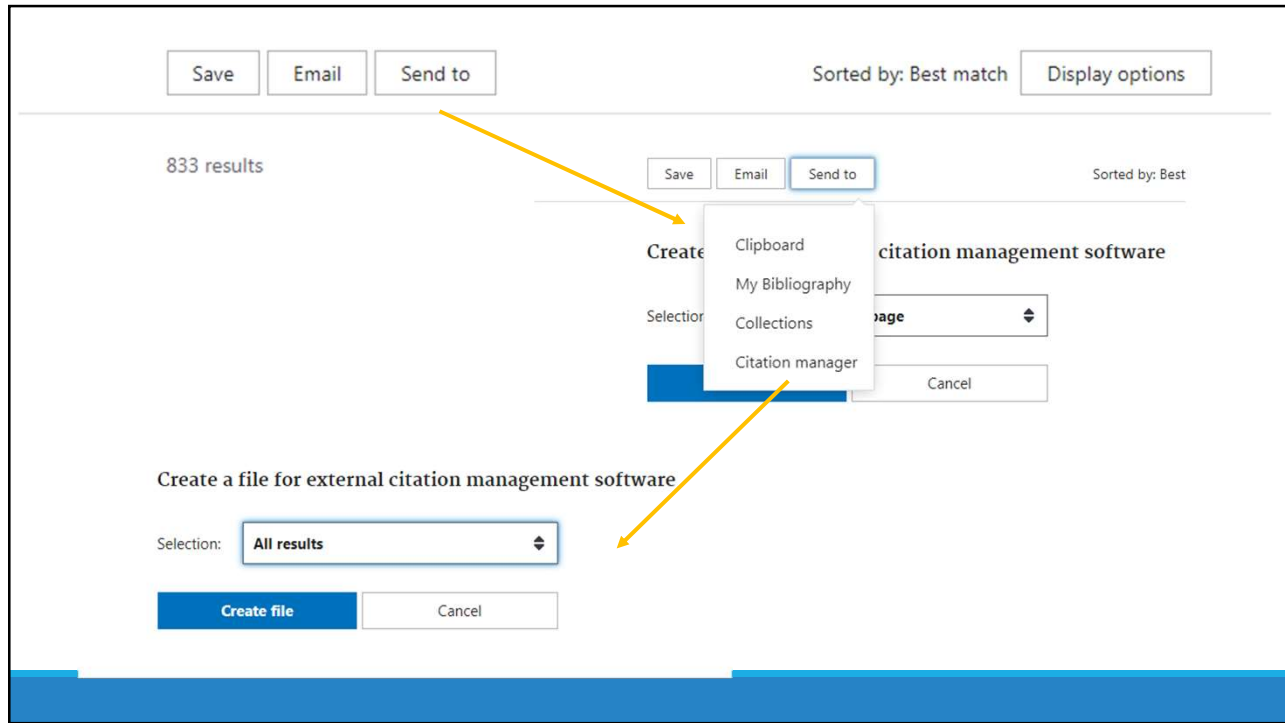 Save Email Send to Sorted by: Best match Display options
833 results
Save Email Send to Sorted by: Best
Clipboard
Create citation management software
My Bibliography
Collections
Citation manager
Cancel
Create a file for external citation management software
Selection: All results
Create file Cancel